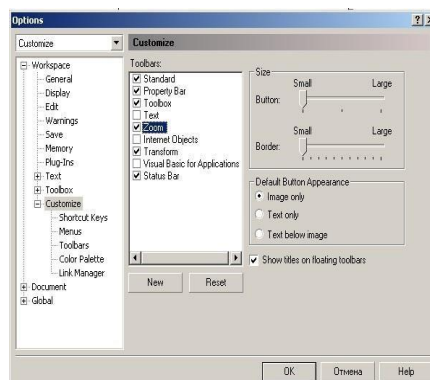 Options
Customize
Customize
Workspace
General
Display
Edit
Warnings
Save
Memory
Plug-Ins
Text
Toolbox
Customize
Shortcut Keys
Menus
Toolbars
Color Palette
Link Manager
Document
Global
Toolbars:
Standard
Property Bar
Toolbox
Text
Zoom
Internet Objects
Transform
Visual Basic for Applications
Status Bar
New Reset
Size
Small Large
Button:
Small Large
Border:
Default Button Appearance
Image only
Text only
Text below image
Show titles on floating toolbars
OK Отмена Help